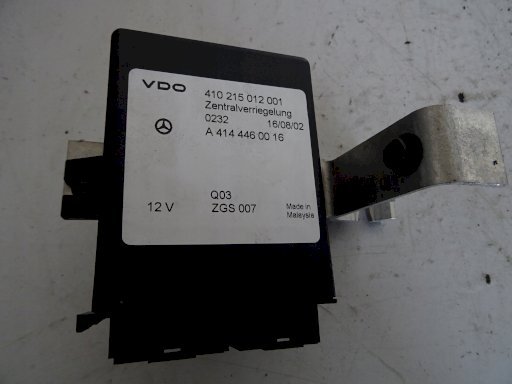 VDO
410 215 012 001
Zentralverriegelung
0232 16/08/02
A 414 446 00 16
Q03
12 V ZGS 007
Made in
Malaysia